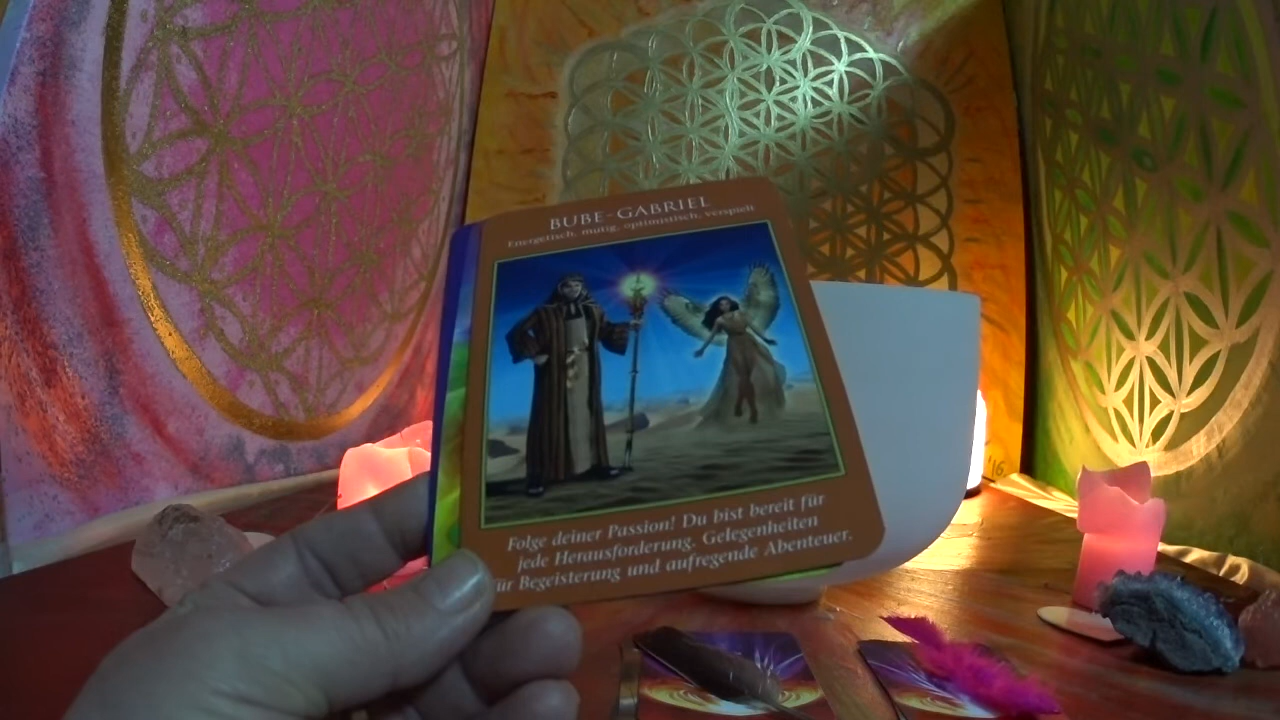 BUBE-GABRIEL
Energetisch, mutig, optimistisch, verspielt
Folge deiner Passion! Du bist bereit für
jede Herausforderung. Gelegenheiten
für Begeisterung und aufregende Abenteuer.
'16